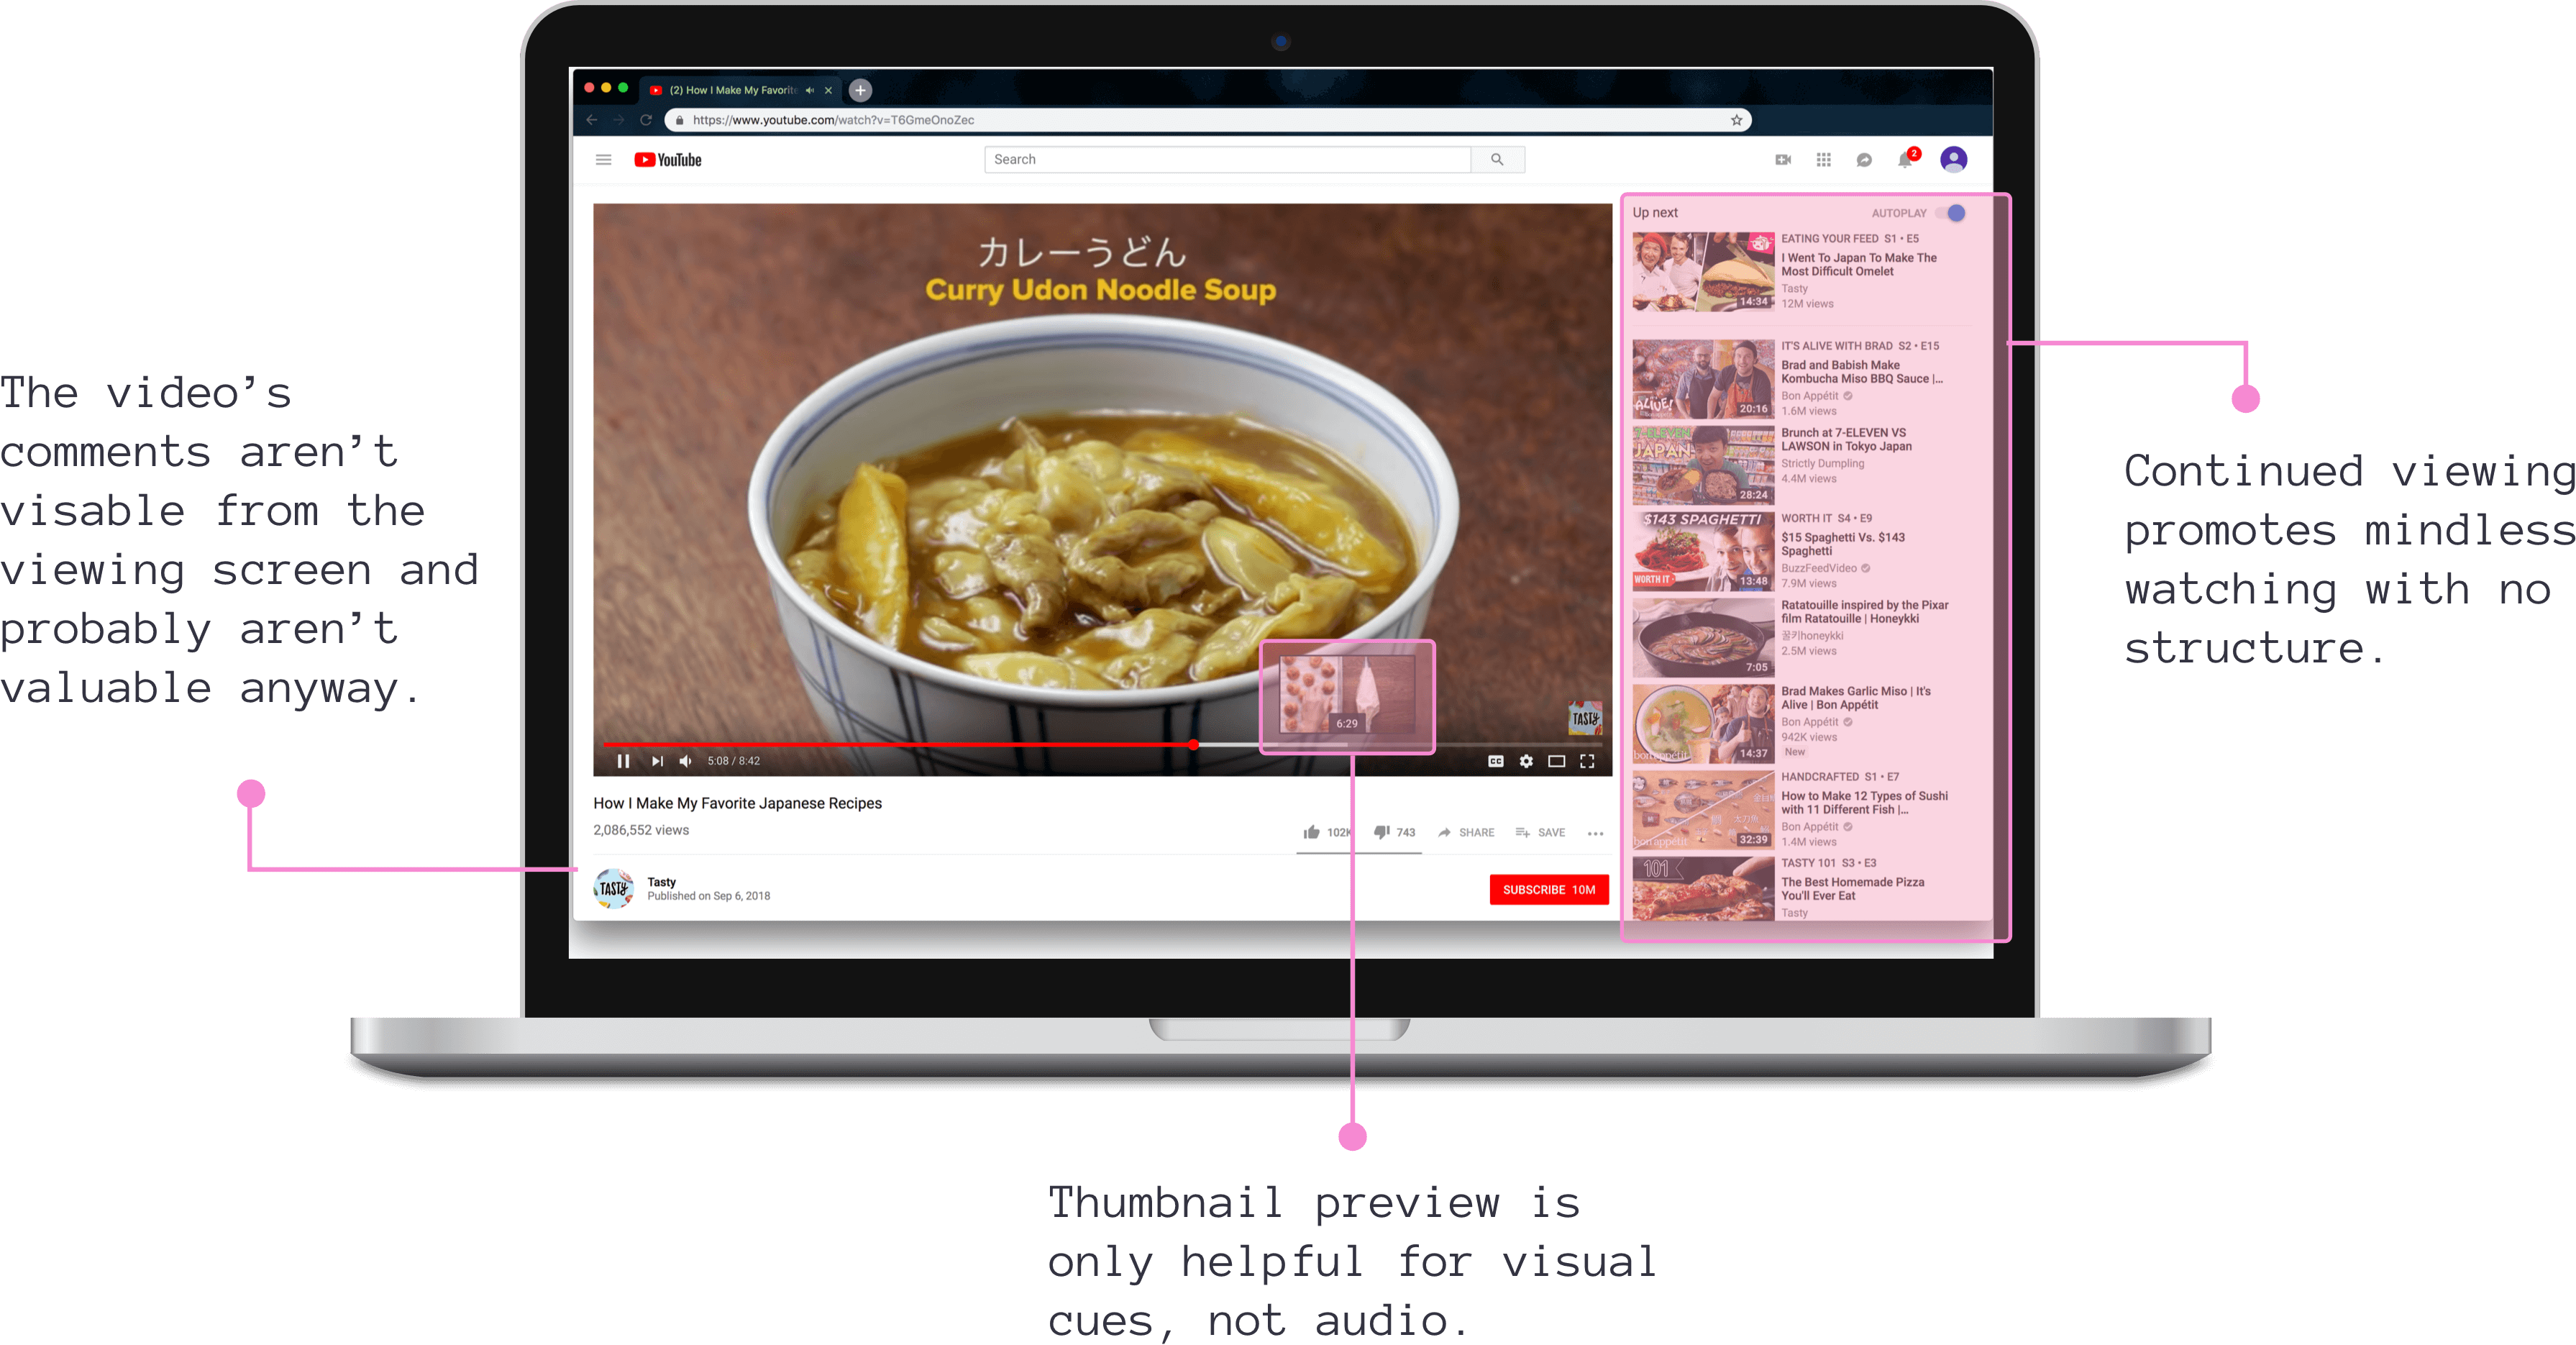 (2) How I Make My Favorite
https://www.youtube.com/watch?v=T6GmeOnoZec
YouTube
Search
2
カレーうどん
Curry Udon Noodle Soup
6:29
TASTY
5:08 / 8:42
CC
How I Make My Favorite Japanese Recipes
2,086,552 views
102K
743
SHARE
SAVE
TASTY
Tasty
Published on Sep 6, 2018
SUBSCRIBE 10M
Up next
AUTOPLAY
14:34
EATING YOUR FEED S1 • E5
I Went To Japan To Make The
Most Difficult Omelet
Tasty
12M views
ALIVE!
20:16
IT'S ALIVE WITH BRAD S2 • E15
Brad and Babish Make
Kombucha Miso BBQ Sauce |...
Bon Appétit
1.6M views
7-ELEVEN
JAPAN
28:24
Brunch at 7-ELEVEN VS
LAWSON in Tokyo Japan
Strictly Dumpling
4.4M views
$143 SPAGHETTI
WORTH IT
13:48
WORTH IT S4 • E9
$15 Spaghetti Vs. $143
Spaghetti
BuzzFeedVideo
7.9M views
7:05
Ratatouille inspired by the Pixar
film Ratatouille | Honeykki
꿀키honeykki
2.5M views
bon appétit
14:37
Brad Makes Garlic Miso | It's
Alive | Bon Appétit
Bon Appétit
942K views
New
bon appétit
32:39
HANDCRAFTED S1 • E7
How to Make 12 Types of Sushi
with 11 Different Fish |...
Bon Appétit
1.4M views
101
TASTY 101 S3 • E3
The Best Homemade Pizza
You'll Ever Eat
Tasty
The video’s
comments aren’t
visable from the
viewing screen and
probably aren’t
valuable anyway.
Continued viewing
promotes mindless
watching with no
structure.
Thumbnail preview is
only helpful for visual
cues, not audio.